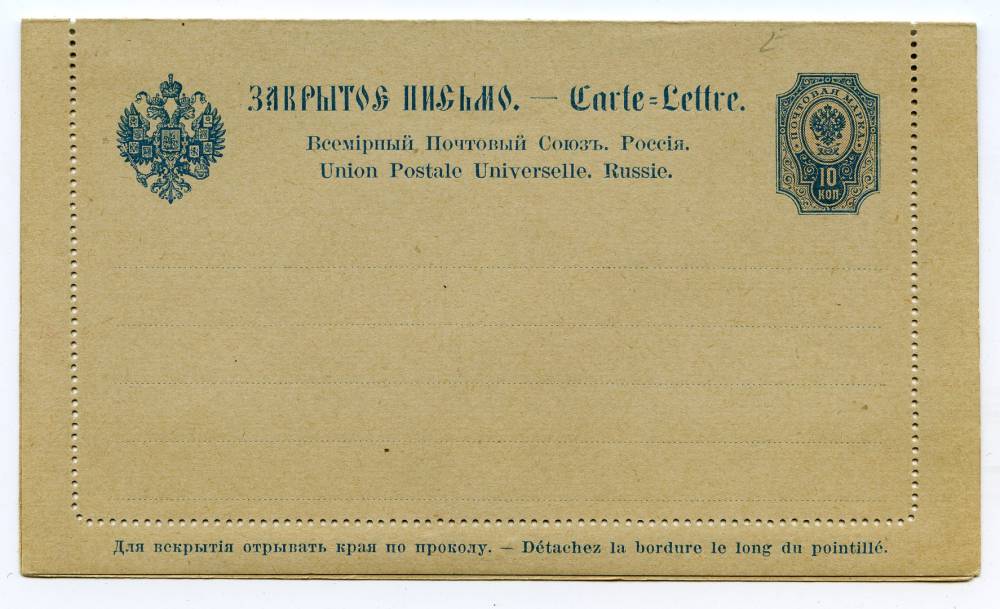 ЗАКРЫТОЕ ПИСЬМО. — Carte=Lettre.
Всемірный Почтовый Союзъ. Россія.
Union Postale Universelle. Russie.
ПОЧТОВАЯ МАРКА
10
КОП
Для вскрытія отрывать края по проколу. — Détachez la bordure le long du pointillé.